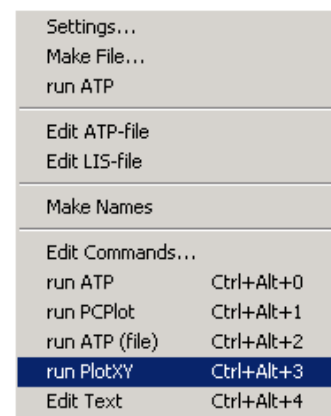 Settings...
Make File...
run ATP
Edit ATP-file
Edit LIS-file
Make Names
Edit Commands...
run ATP Ctrl+Alt+0
run PCPlot Ctrl+Alt+1
run ATP (file) Ctrl+Alt+2
run PlotXY Ctrl+Alt+3
Edit Text Ctrl+Alt+4